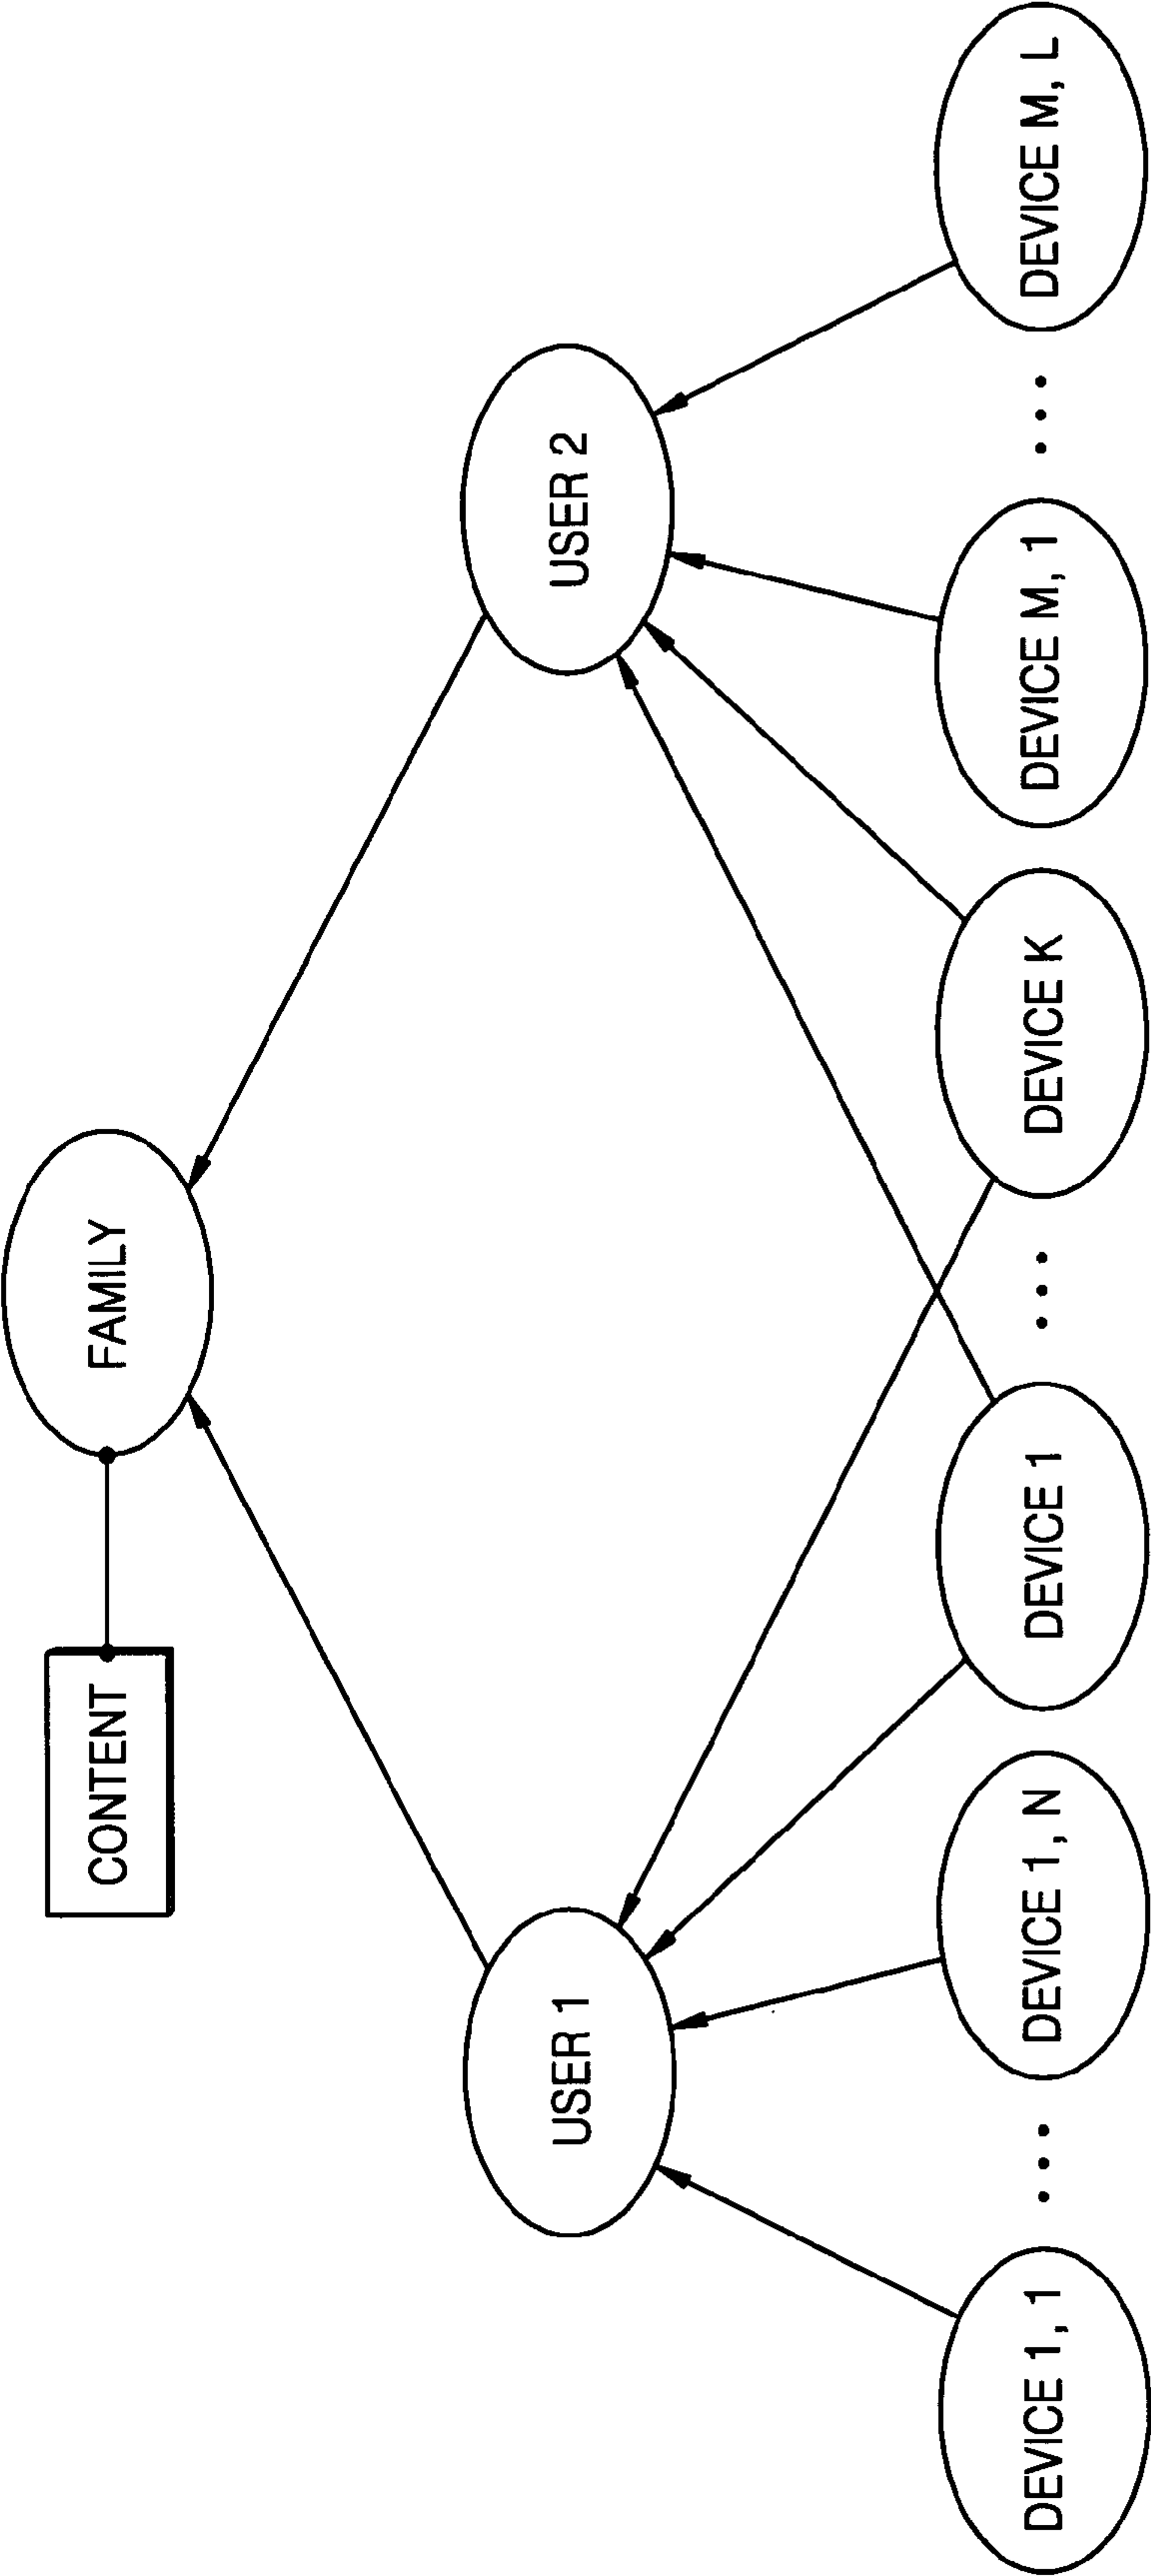 CONTENT
FAMILY
USER 1
USER 2
DEVICE 1, 1
...
DEVICE 1, N
DEVICE 1
...
DEVICE K
DEVICE M, 1
...
DEVICE M, L